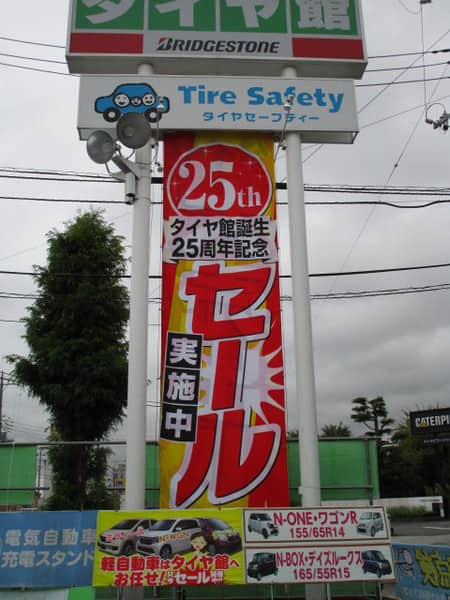 タイヤ館
BRIDGESTONE
Tire Safety
タイヤセーフティー
25th
タイヤ館誕生
25周年記念
セール
実施中
CATERPIL
電気自動車
充電スタンド
N-WGN
軽自動車はタイヤ館へ
お任せ!
セール
N-ONE・ワゴンR
155/65R14
N-BOX・デイズルークス
165/55R15